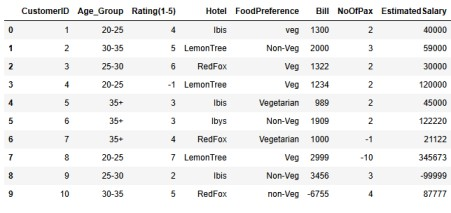 CustomerID Age_Group Rating(1-5) Hotel FoodPreference Bill NoOfPax EstimatedSalary
0 1 20-25 4 Ibis veg 1300 2 40000
1 2 30-35 5 LemonTree Non-Veg 2000 3 59000
2 3 25-30 6 RedFox Veg 1322 2 30000
3 4 20-25 -1 LemonTree Veg 1234 2 120000
4 5 35+ 3 Ibis Vegetarian 989 2 45000
5 6 35+ 3 Ibys Non-Veg 1909 2 122220
6 7 35+ 4 RedFox Vegetarian 1000 -1 21122
7 8 20-25 7 LemonTree Veg 2999 -10 345673
8 9 25-30 2 Ibis Non-Veg 3456 3 -99999
9 10 30-35 5 RedFox non-Veg -6755 4 87777